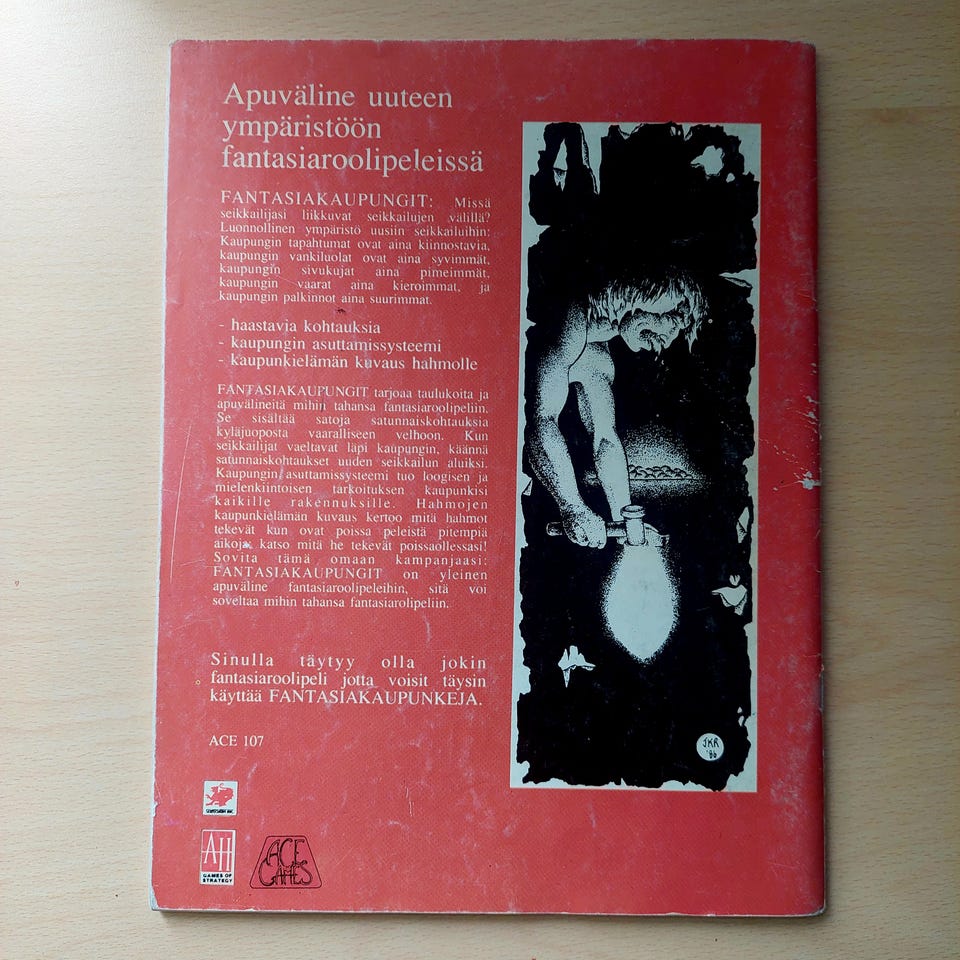 Apuväline uuteen
ympäristöön
fantasiaroolipeleissä
FANTASIAKAUPUNGIT: Missä
seikkailijasi liikkuvat seikkailujen välillä?
Luonnollinen ympäristö uusiin seikkailuihin:
Kaupungin tapahtumat ovat aina kiinnostavia,
kaupungin vankiluolat ovat aina syvimmät,
kaupungin sivukujat aina pimeimmät,
kaupungin vaarat aina kieroimmat, ja
kaupungin palkinnot aina suurimmat.
- haastavia kohtauksia
- kaupungin asuttamissysteemi
- kaupunkielämän kuvaus hahmolle
FANTASIAKAUPUNGIT tarjoaa taulukoita ja
apuvälineitä mihin tahansa fantasiaroolipeliin.
Se sisältää satoja satunnaiskohtauksia
kyläjuoposta vaaralliseen velhoon. Kun
seikkailijat vaeltavat läpi kaupungin, käännä
satunnaiskohtaukset uuden seikkailun aluiksi.
Kaupungin asuttamissysteemi tuo loogisen ja
mielenkiintoisen tarkoituksen kaupunkisi
kaikille rakennuksille. Hahmojen
kaupunkielämän kuvaus kertoo mitä hahmot
tekevät kun ovat poissa peleistä pitempiä
aikoja, katso mitä he tekevät poissaollessasi!
Sovita tämä omaan kampanjaasi:
FANTASIAKAUPUNGIT on yleinen
apuväline fantasiaroolipeleihin, sitä voi
soveltaa mihin tahansa fantasiarolipeliin.
Sinulla täytyy olla jokin
fantasiaroolipeli jotta voisit täysin
käyttää FANTASIAKAUPUNKEJA.
ACE 107
AH
GAMES OF
STRATEGY
ACE
GAMES
JKR
'86